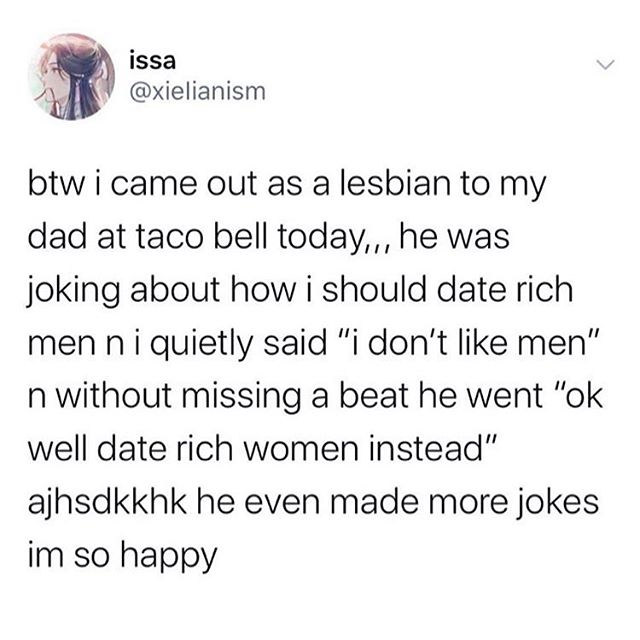 issa
@xielianism
btw i came out as a lesbian to my
dad at taco bell today,,, he was
joking about how i should date rich
men n i quietly said "i don't like men"
n without missing a beat he went "ok
well date rich women instead"
ajhsdkkhk he even made more jokes
im so happy